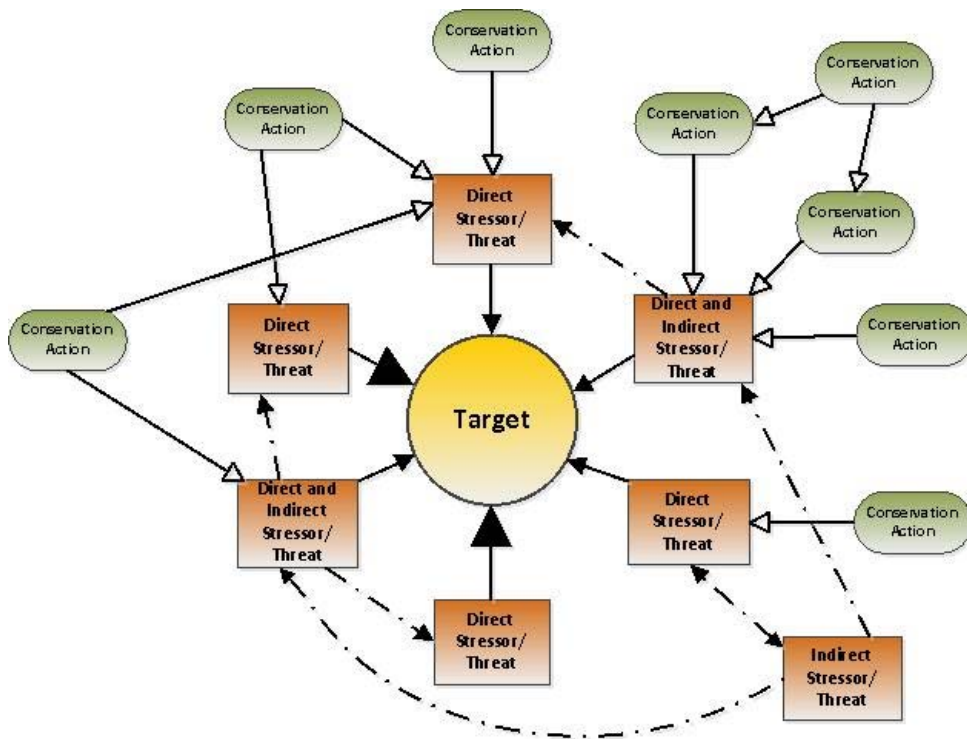 Conservation
Action
Conservation
Action
Conservation
Action
Conservation
Action
Conservation
Action
Direct
Stressor/
Threat
Conservation
Action
Direct
Stressor/
Threat
Direct and
Indirect
Stressor/
Threat
Conservation
Action
Target
Direct and
Indirect
Stressor/
Threat
Direct
Stressor/
Threat
Conservation
Action
Direct
Stressor/
Threat
Indirect
Stressor/
Threat